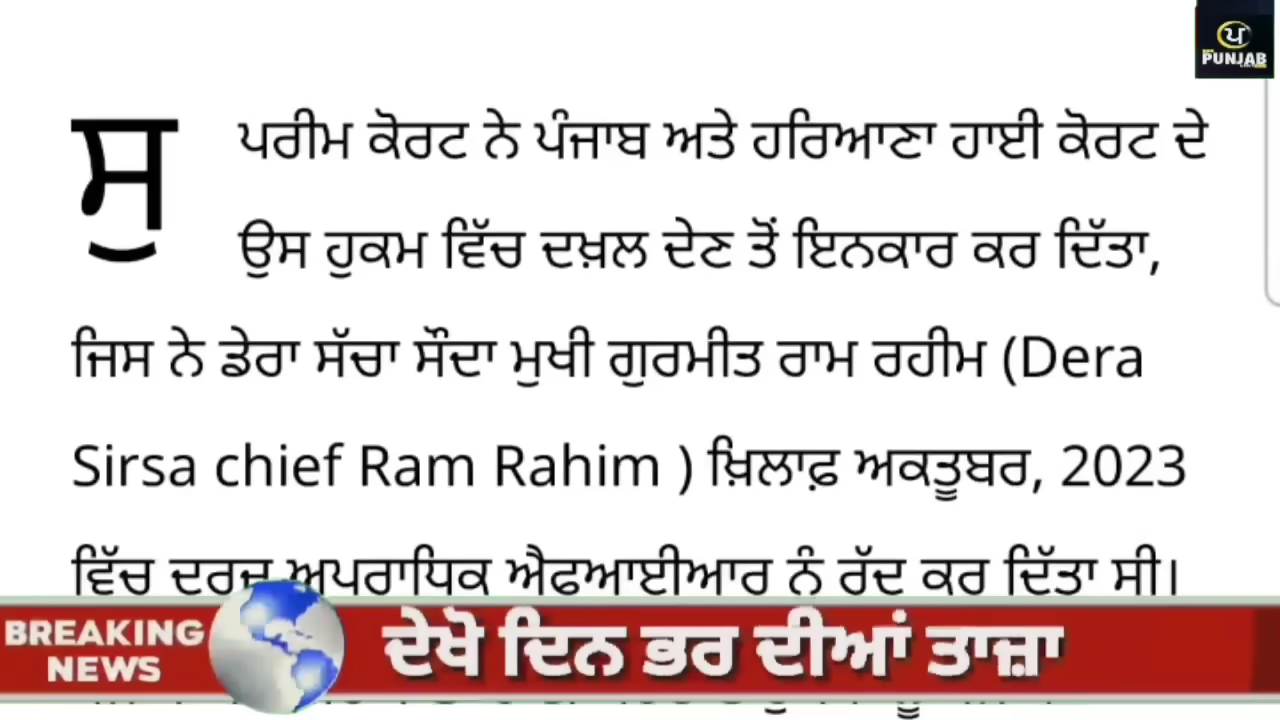 ਪ
PUNJAB
ਸੁਪਰੀਮ ਕੋਰਟ ਨੇ ਪੰਜਾਬ ਅਤੇ ਹਰਿਆਣਾ ਹਾਈ ਕੋਰਟ ਦੇ
ਉਸ ਹੁਕਮ ਵਿੱਚ ਦਖ਼ਲ ਦੇਣ ਤੋਂ ਇਨਕਾਰ ਕਰ ਦਿੱਤਾ,
ਜਿਸ ਨੇ ਡੇਰਾ ਸੱਚਾ ਸੌਦਾ ਮੁਖੀ ਗੁਰਮੀਤ ਰਾਮ ਰਹੀਮ (Dera
Sirsa chief Ram Rahim ) ਖ਼ਿਲਾਫ਼ ਅਕਤੂਬਰ, 2023
ਵਿੱਚ ਦਰਜ ਅਪਰਾਧਿਕ ਐਫਆਈਆਰ ਨੂੰ ਰੱਦ ਕਰ ਦਿੱਤਾ ਸੀ।
BREAKING
NEWS
ਦੇਖੋ ਦਿਨ ਭਰ ਦੀਆਂ ਤਾਜ਼ਾ